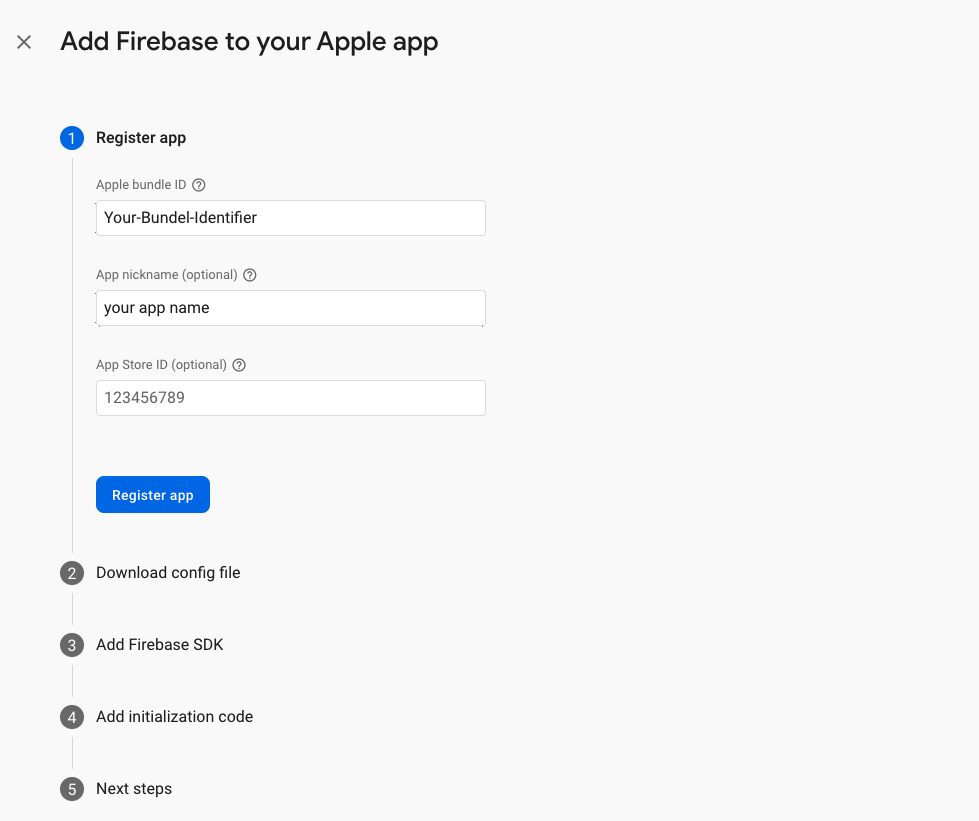 Add Firebase to your Apple app
1 Register app
Apple bundle ID ?
Your-Bundel-Identifier
App nickname (optional) ?
your app name
App Store ID (optional) ?
123456789
Register app
2 Download config file
3 Add Firebase SDK
4 Add initialization code
5 Next steps